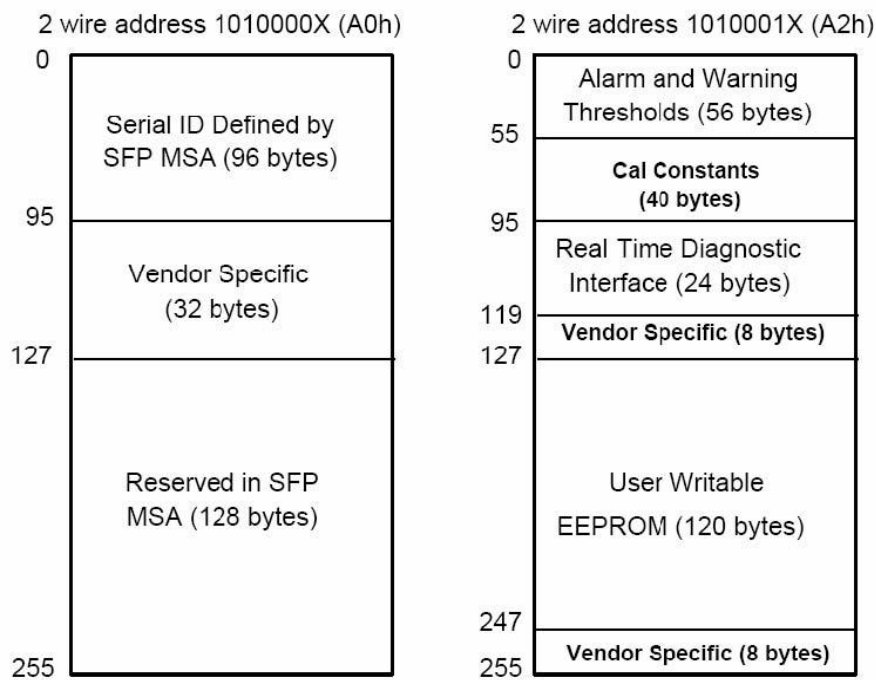 2 wire address 1010000X (A0h)
0
Serial ID Defined by
SFP MSA (96 bytes)
95
Vendor Specific
(32 bytes)
127
Reserved in SFP
MSA (128 bytes)
255
2 wire address 1010001X (A2h)
0
Alarm and Warning
Thresholds (56 bytes)
55
Cal Constants
(40 bytes)
95
Real Time Diagnostic
Interface (24 bytes)
119
Vendor Specific (8 bytes)
127
User Writable
EEPROM (120 bytes)
247
Vendor Specific (8 bytes)
255